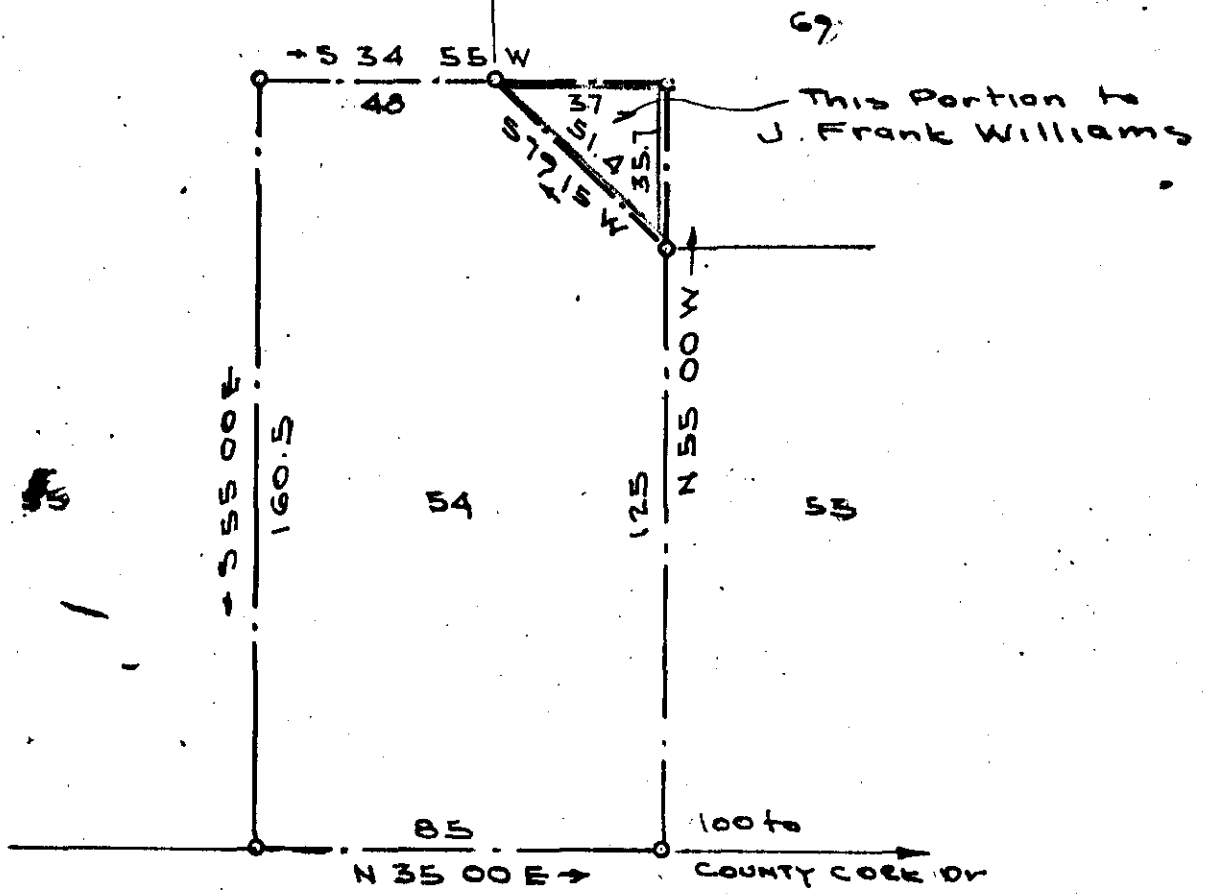 69
S 34 55 W
48
37
This Portion to
J. Frank Williams
51.4
S 79 15 W
35.7
N 55 00 W
S 55 00 E
160.5
125
54
53
85
100 to
N 35 00 E
COUNTY CORK Dr